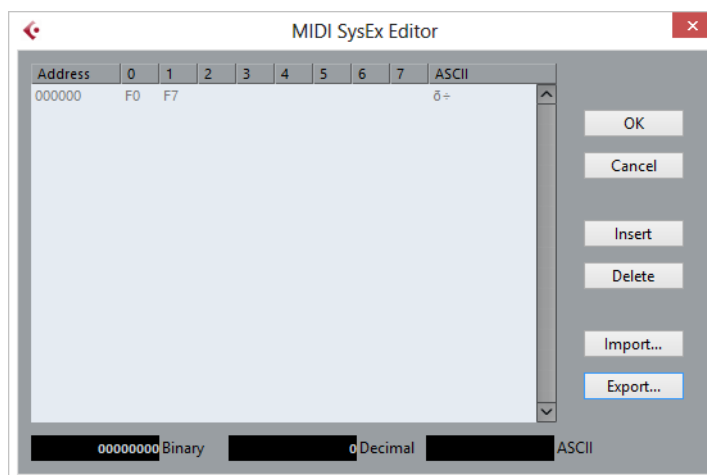 MIDI SysEx Editor
Address 0 1 2 3 4 5 6 7 ASCII
000000 F0 F7 ð÷
OK
Cancel
Insert
Delete
Import...
Export...
00000000 Binary 0 Decimal ASCII